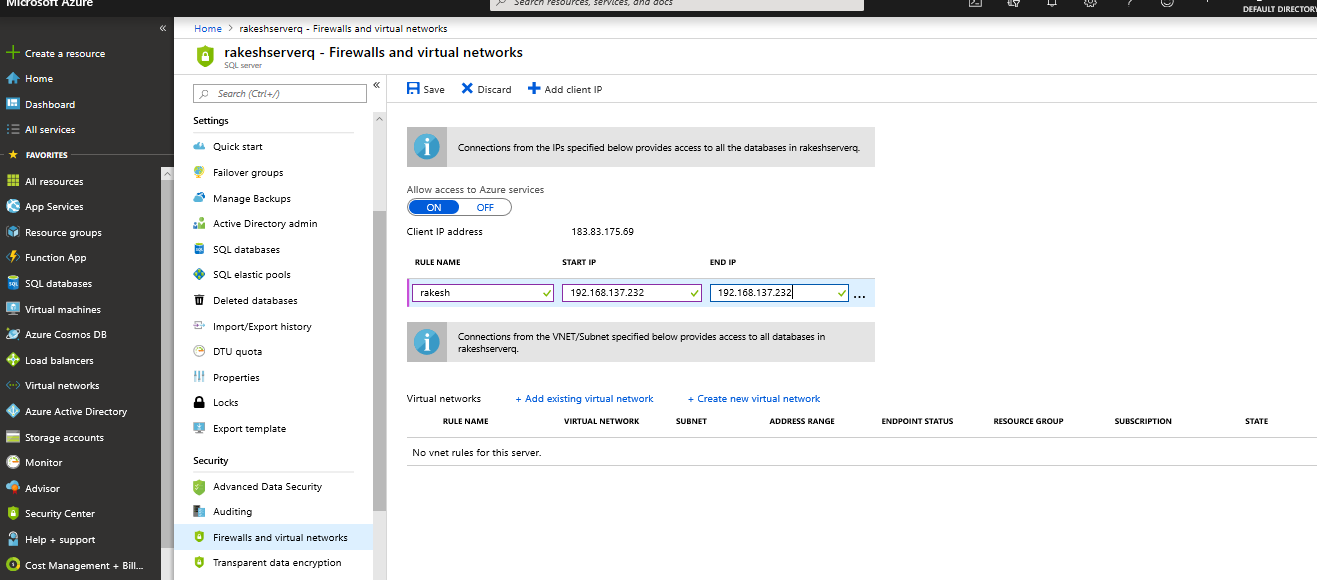 Microsoft Azure
Search resources, services, and docs
DEFAULT DIRECTORY
Home > rakeshserverq - Firewalls and virtual networks
rakeshserverq - Firewalls and virtual networks
SQL server
Create a resource
Home
Dashboard
All services
FAVORITES
All resources
App Services
Resource groups
Function App
SQL databases
Virtual machines
Azure Cosmos DB
Load balancers
Virtual networks
Azure Active Directory
Storage accounts
Monitor
Advisor
Security Center
Help + support
Cost Management + Bill...
Search (Ctrl+/)
Settings
Quick start
Failover groups
Manage Backups
Active Directory admin
SQL databases
SQL elastic pools
Deleted databases
Import/Export history
DTU quota
Properties
Locks
Export template
Security
Advanced Data Security
Auditing
Firewalls and virtual networks
Transparent data encryption
Save Discard Add client IP
Connections from the IPs specified below provides access to all the databases in rakeshserverq.
Allow access to Azure services
ON OFF
Client IP address 183.83.175.69
RULE NAME START IP END IP
rakesh 192.168.137.232 192.168.137.232 ...
Connections from the VNET/Subnet specified below provides access to all databases in
rakeshserverq.
Virtual networks + Add existing virtual network + Create new virtual network
RULE NAME VIRTUAL NETWORK SUBNET ADDRESS RANGE ENDPOINT STATUS RESOURCE GROUP SUBSCRIPTION STATE
No vnet rules for this server.